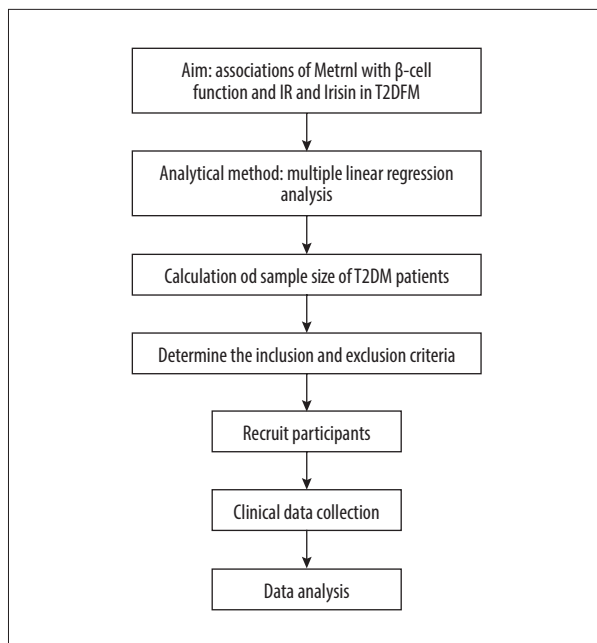 Aim: associations of Metrnl with β-cell
function and IR and Irisin in T2DFM
Analytical method: multiple linear regression
analysis
Calculation od sample size of T2DM patients
Determine the inclusion and exclusion criteria
Recruit participants
Clinical data collection
Data analysis